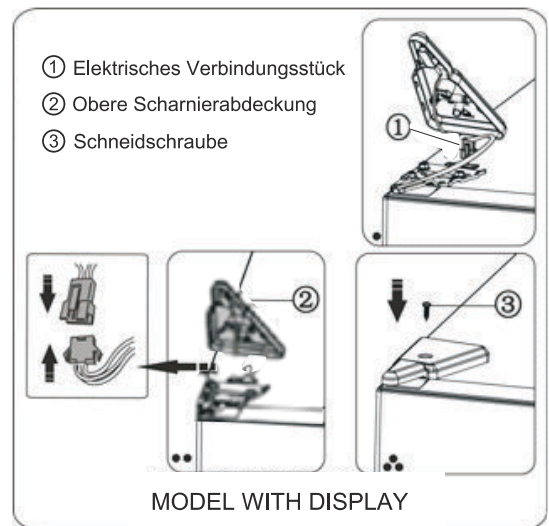 ① Elektrisches Verbindungsstück
② Obere Scharnierabdeckung
③ Schneidschraube
①
②
③
MODEL WITH DISPLAY